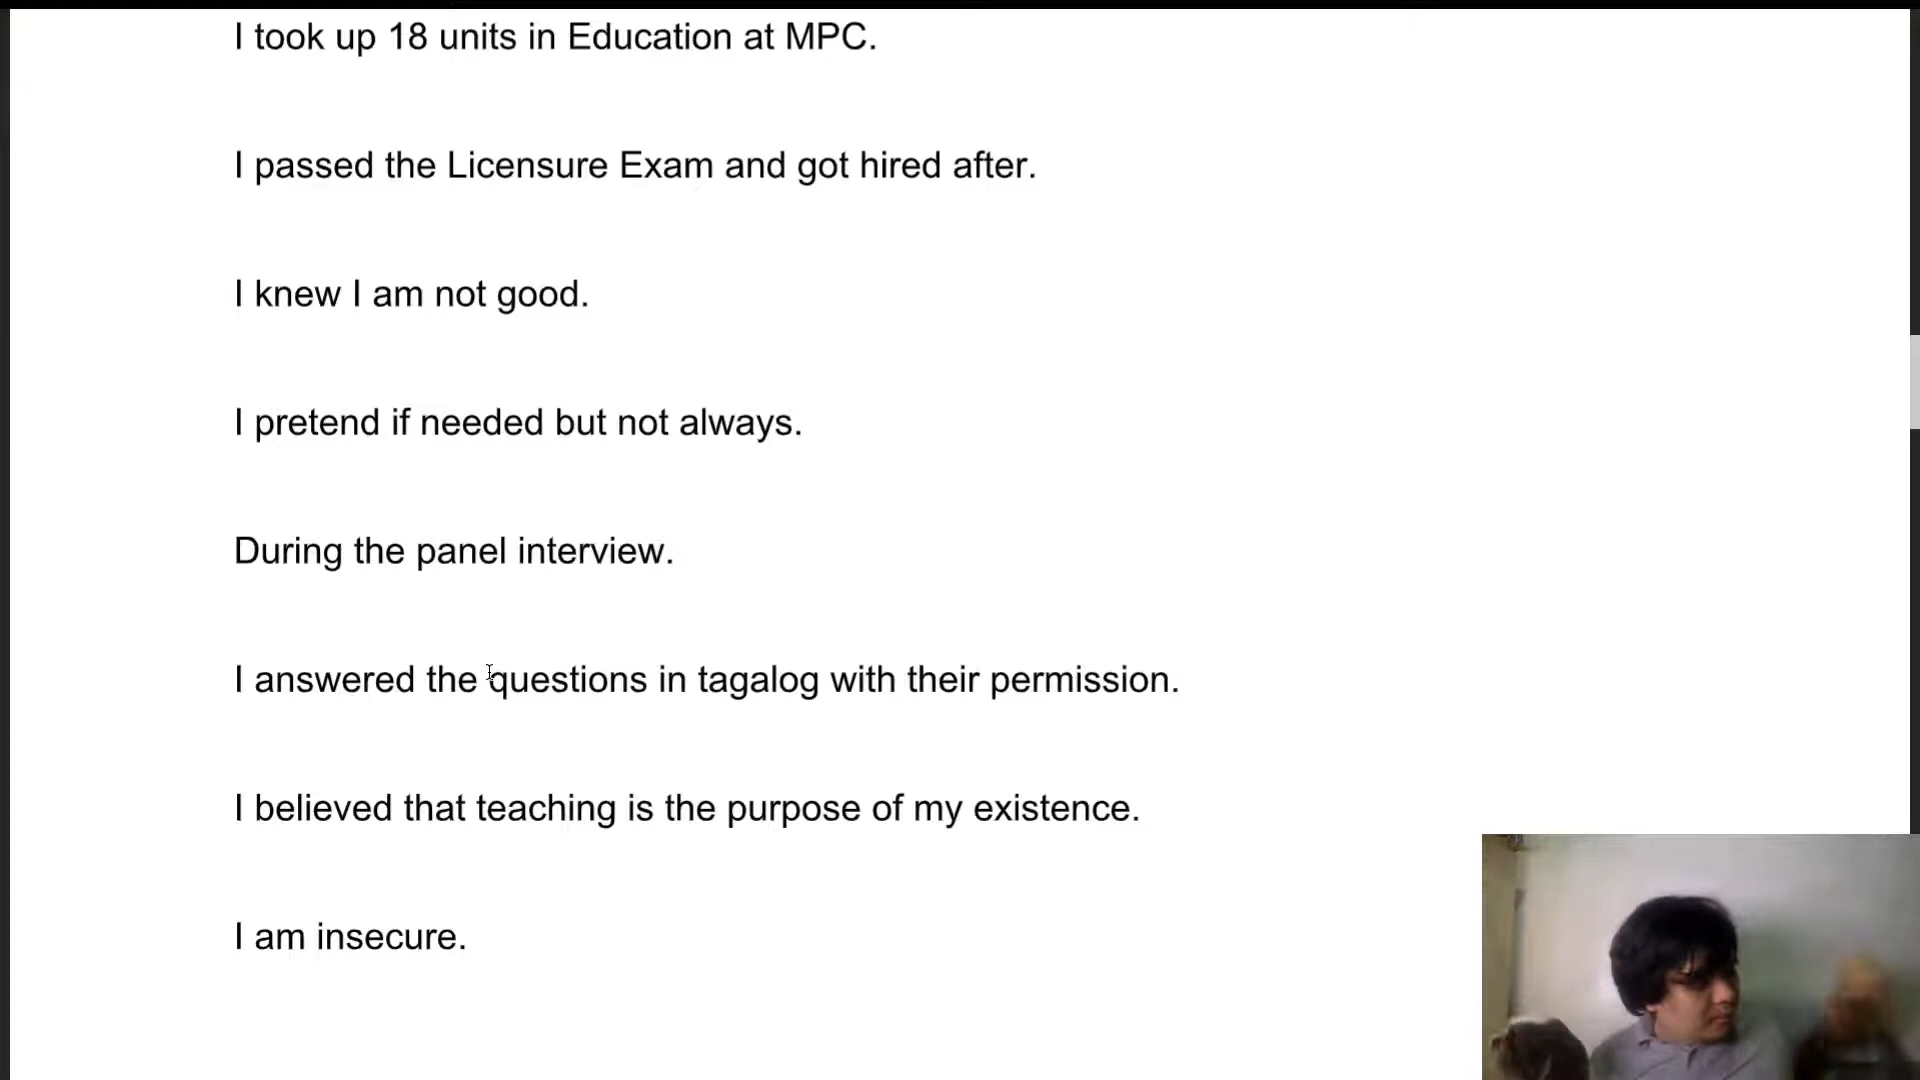 I took up 18 units in Education at MPC.
I passed the Licensure Exam and got hired after.
I knew I am not good.
I pretend if needed but not always.
During the panel interview.
I answered the questions in tagalog with their permission.
I believed that teaching is the purpose of my existence.
I am insecure.